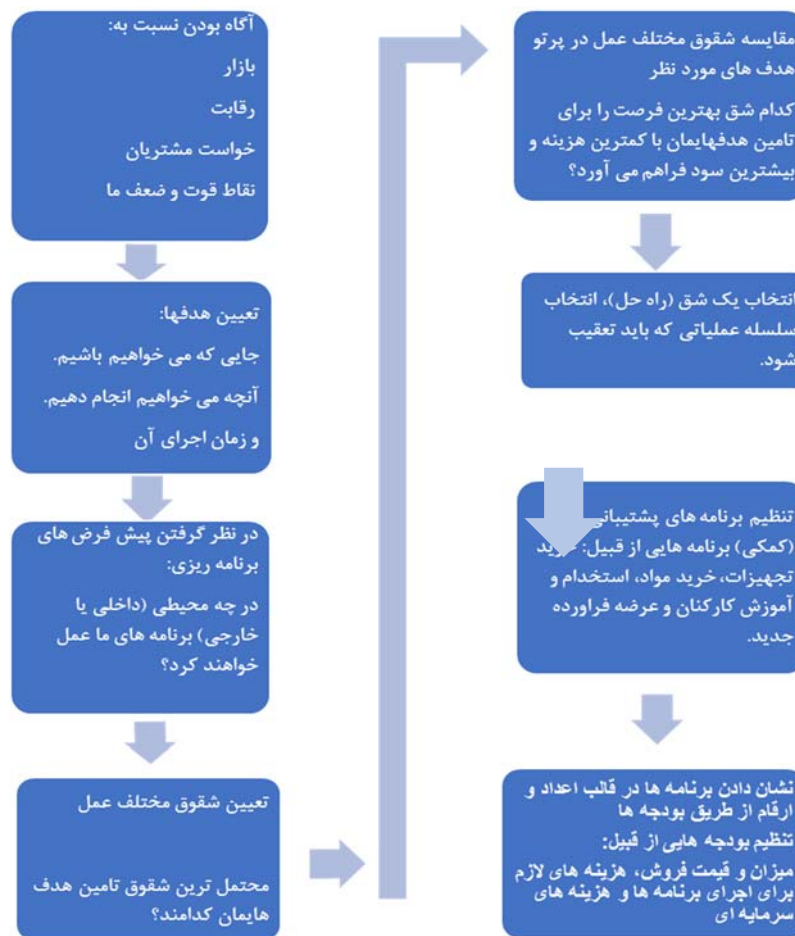 آگاه بودن نسبت به:
بازار
رقابت
خواست مشتریان
نقاط قوت و ضعف ما
تعیین هدفها:
جایی که می خواهیم باشیم.
آنچه می خواهیم انجام دهیم.
و زمان اجرای آن
در نظر گرفتن پیش فرض های
برنامه ریزی:
در چه محیطی (داخلی یا
خارجی) برنامه های ما عمل
خواهند کرد؟
تعیین شقوق مختلف عمل
محتمل ترین شقوق تامین هدف
هایمان کدامند؟
مقایسه شقوق مختلف عمل در پرتو
هدف های مورد نظر
کدام شق بهترین فرصت را برای
تامین هدفهایمان با کمترین هزینه و
بیشترین سود فراهم می آورد؟
انتخاب یک شق (راه حل)، انتخاب
سلسله عملیاتی که باید تعقیب
شود.
تنظیم برنامه های پشتیبانی
(کمکی) برنامه هایی از قبیل:
تجهیزات، خرید مواد، استخدام و
آموزش کارکنان و عرضه فراورده
جدید.
نشان دادن برنامه ها در قالب اعداد و
ارقام از طریق بودجه ها
تنظیم بودجه هایی از قبیل:
میزان و قیمت فروش، هزینه های لازم
برای اجرای برنامه ها و هزینه های
سرمایه ای